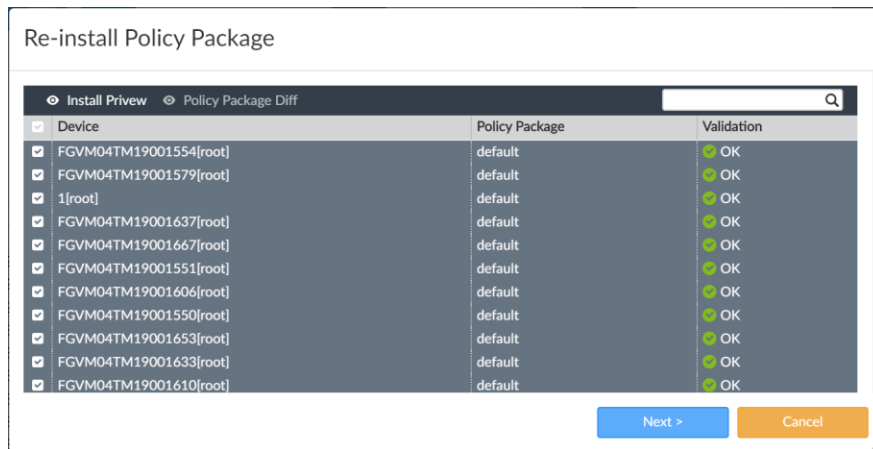 Re-install Policy Package
Install Privew Policy Package Diff
Device Policy Package Validation
FGVM04TM19001554[root] default OK
FGVM04TM19001579[root] default OK
1[root] default OK
FGVM04TM19001637[root] default OK
FGVM04TM19001667[root] default OK
FGVM04TM19001551[root] default OK
FGVM04TM19001606[root] default OK
FGVM04TM19001550[root] default OK
FGVM04TM19001653[root] default OK
FGVM04TM19001633[root] default OK
FGVM04TM19001610[root] default OK
Next > Cancel